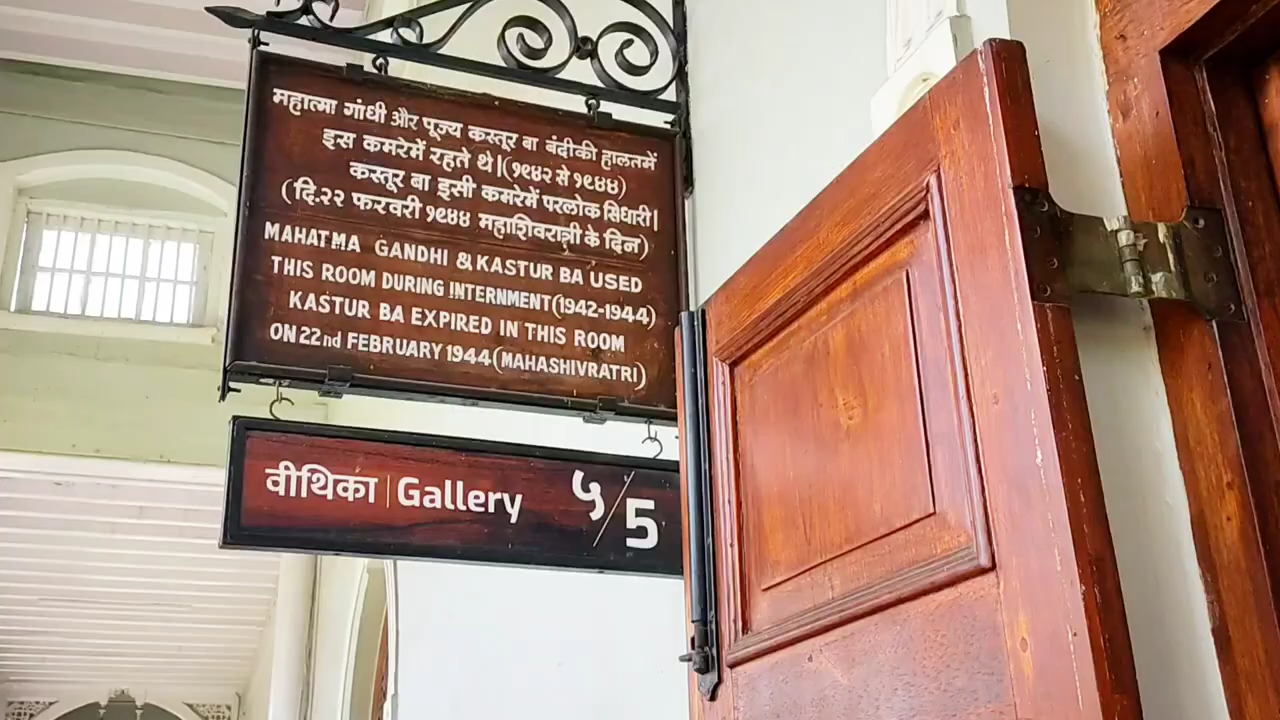 महात्मा गांधी और पूज्य कस्तूर बा बंदीकी हालतमें
इस कमरेमें रहते थे।(१९४२ से १९४४)
कस्तूर बा इसी कमरेमें परलोक सिधारी।
(दि.२२ फरवरी १९४४ महाशिवरात्री के दिन)
MAHATMA GANDHI & KASTUR BA USED
THIS ROOM DURING INTERNMENT(1942-1944)
KASTUR BA EXPIRED IN THIS ROOM
ON 22nd FEBRUARY 1944(MAHASHIVRATRI)
वीथिका | Gallery ५/5